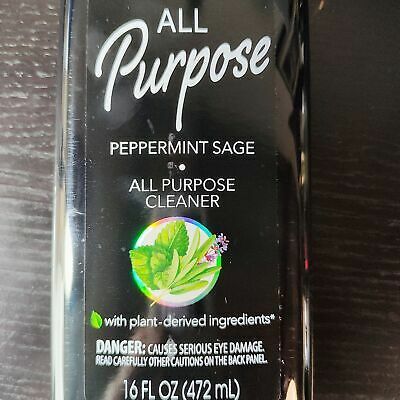 ALL
Purpose
PEPPERMINT SAGE
•
ALL PURPOSE
CLEANER
with plant-derived ingredients*
DANGER: CAUSES SERIOUS EYE DAMAGE.
READ CAREFULLY OTHER CAUTIONS ON THE BACK PANEL.
16 FL OZ (472 mL)